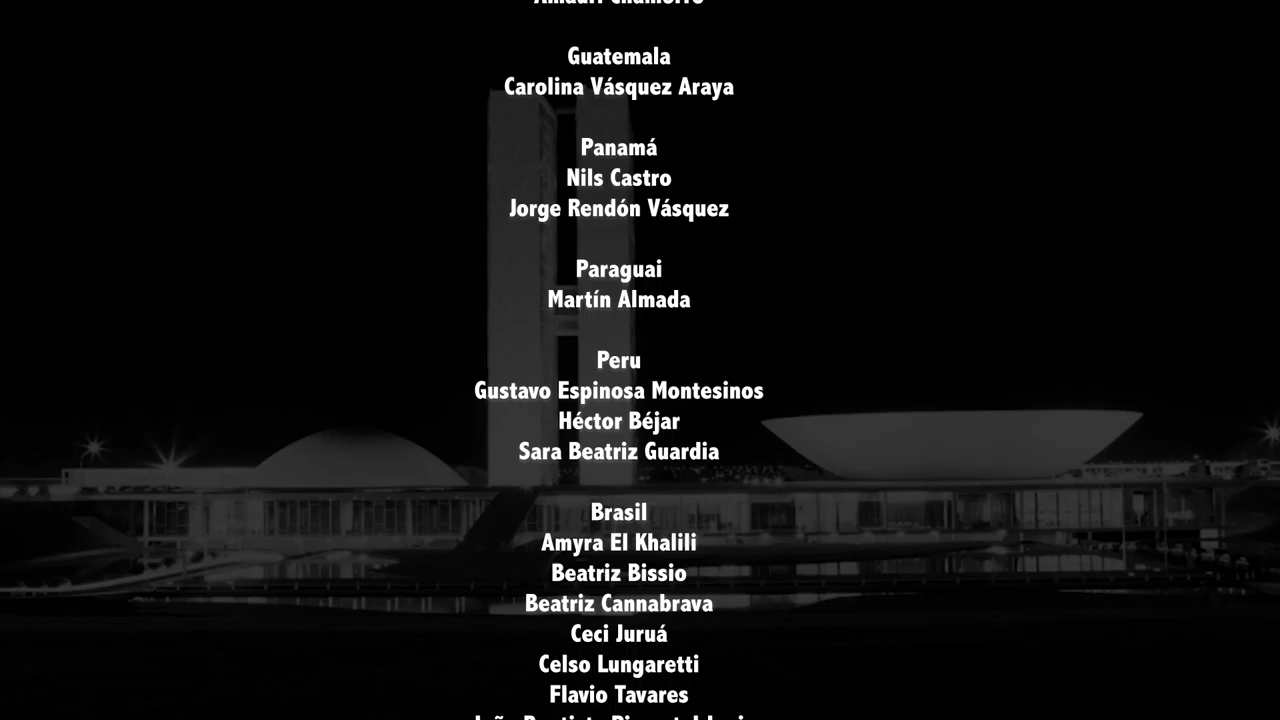 Guatemala
Carolina Vásquez Araya
Panamá
Nils Castro
Jorge Rendón Vásquez
Paraguai
Martín Almada
Peru
Gustavo Espinosa Montesinos
Héctor Béjar
Sara Beatriz Guardia
Brasil
Amyra El Khalili
Beatriz Bissio
Beatriz Cannabrava
Ceci Juruá
Celso Lungaretti
Flavio Tavares